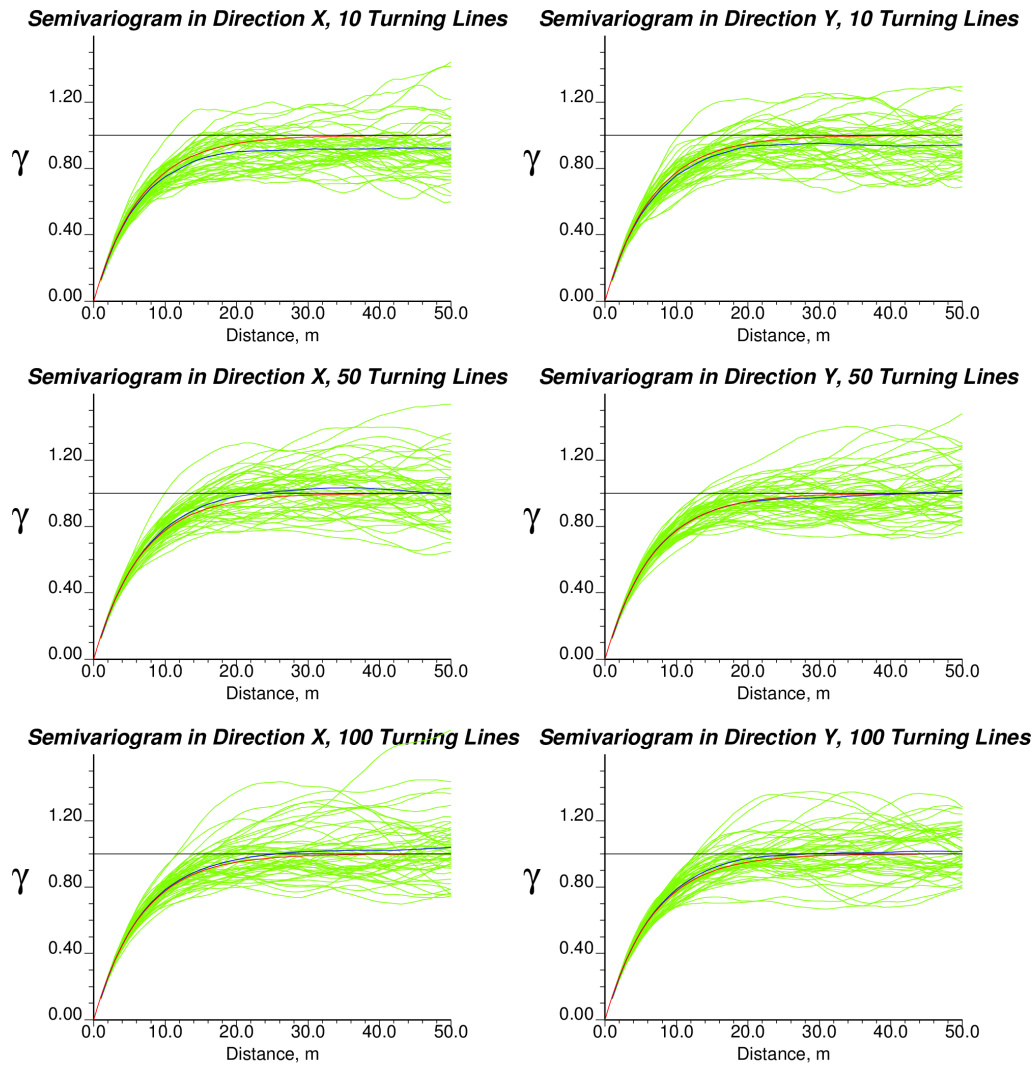 Semivariogram in Direction X, 10 Turning Lines
γ
1.20
0.80
0.40
0.00
0.0 10.0 20.0 30.0 40.0 50.0
Distance, m
Semivariogram in Direction Y, 10 Turning Lines
γ
1.20
0.80
0.40
0.00
0.0 10.0 20.0 30.0 40.0 50.0
Distance, m
Semivariogram in Direction X, 50 Turning Lines
γ
1.20
0.80
0.40
0.00
0.0 10.0 20.0 30.0 40.0 50.0
Distance, m
Semivariogram in Direction Y, 50 Turning Lines
γ
1.20
0.80
0.40
0.00
0.0 10.0 20.0 30.0 40.0 50.0
Distance, m
Semivariogram in Direction X, 100 Turning Lines
γ
1.20
0.80
0.40
0.00
0.0 10.0 20.0 30.0 40.0 50.0
Distance, m
Semivariogram in Direction Y, 100 Turning Lines
γ
1.20
0.80
0.40
0.00
0.0 10.0 20.0 30.0 40.0 50.0
Distance, m